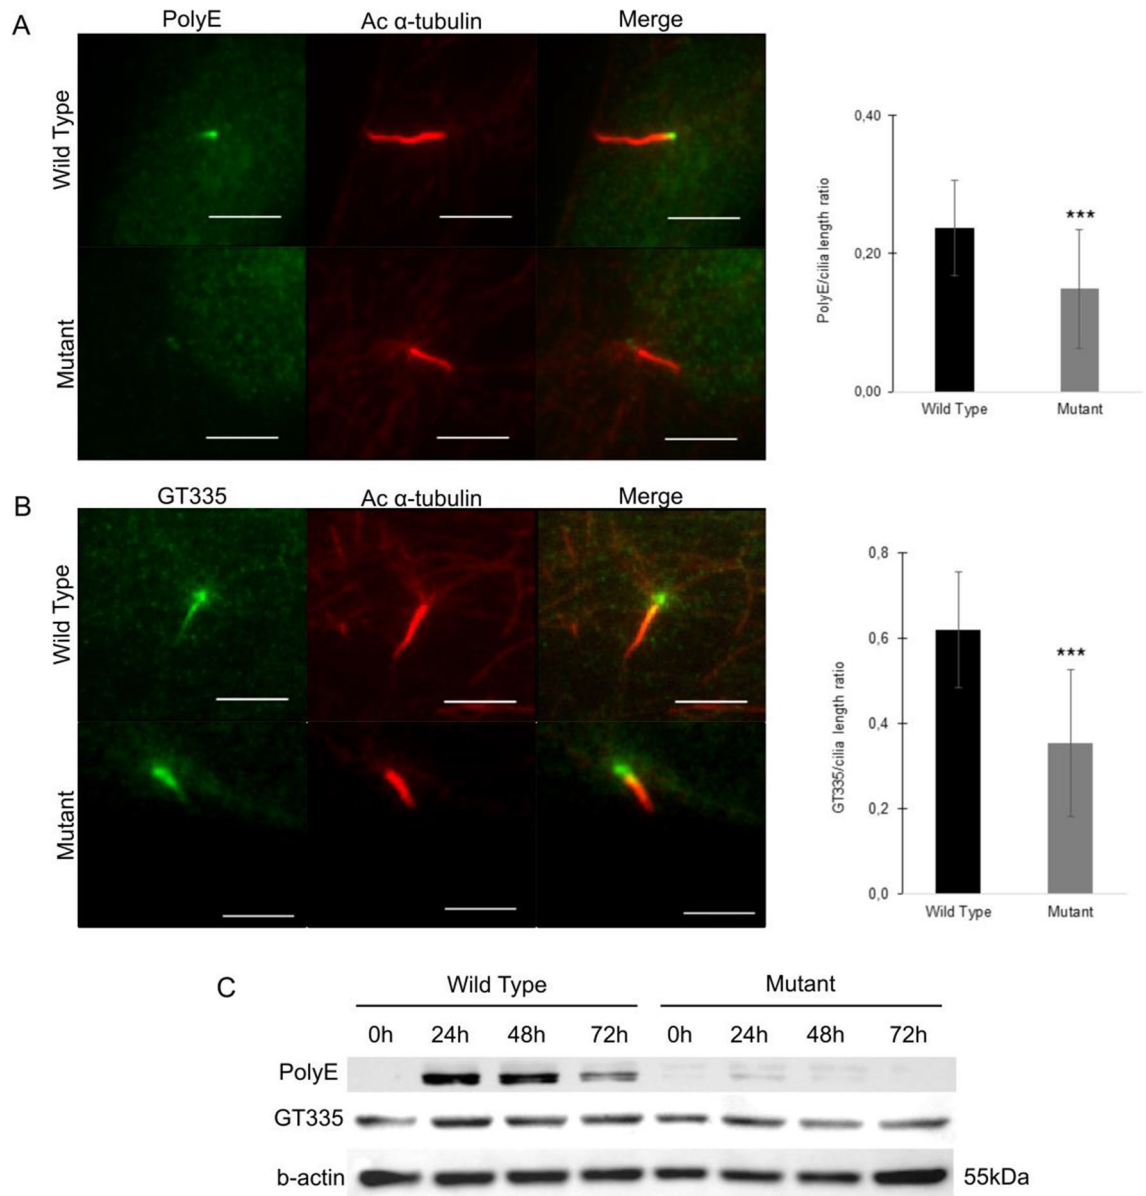 A
PolyE
Ac α-tubulin
Merge
Wild Type
Mutant
0,40
0,20
0,00
PolyE/cilia length ratio
***
Wild Type
Mutant
B
GT335
Ac α-tubulin
Merge
Wild Type
Mutant
0,8
0,6
0,4
0,2
0,0
GT335/cilia length ratio
***
Wild Type
Mutant
C
Wild Type
Mutant
0h 24h 48h 72h 0h 24h 48h 72h
PolyE
GT335
b-actin
55kDa